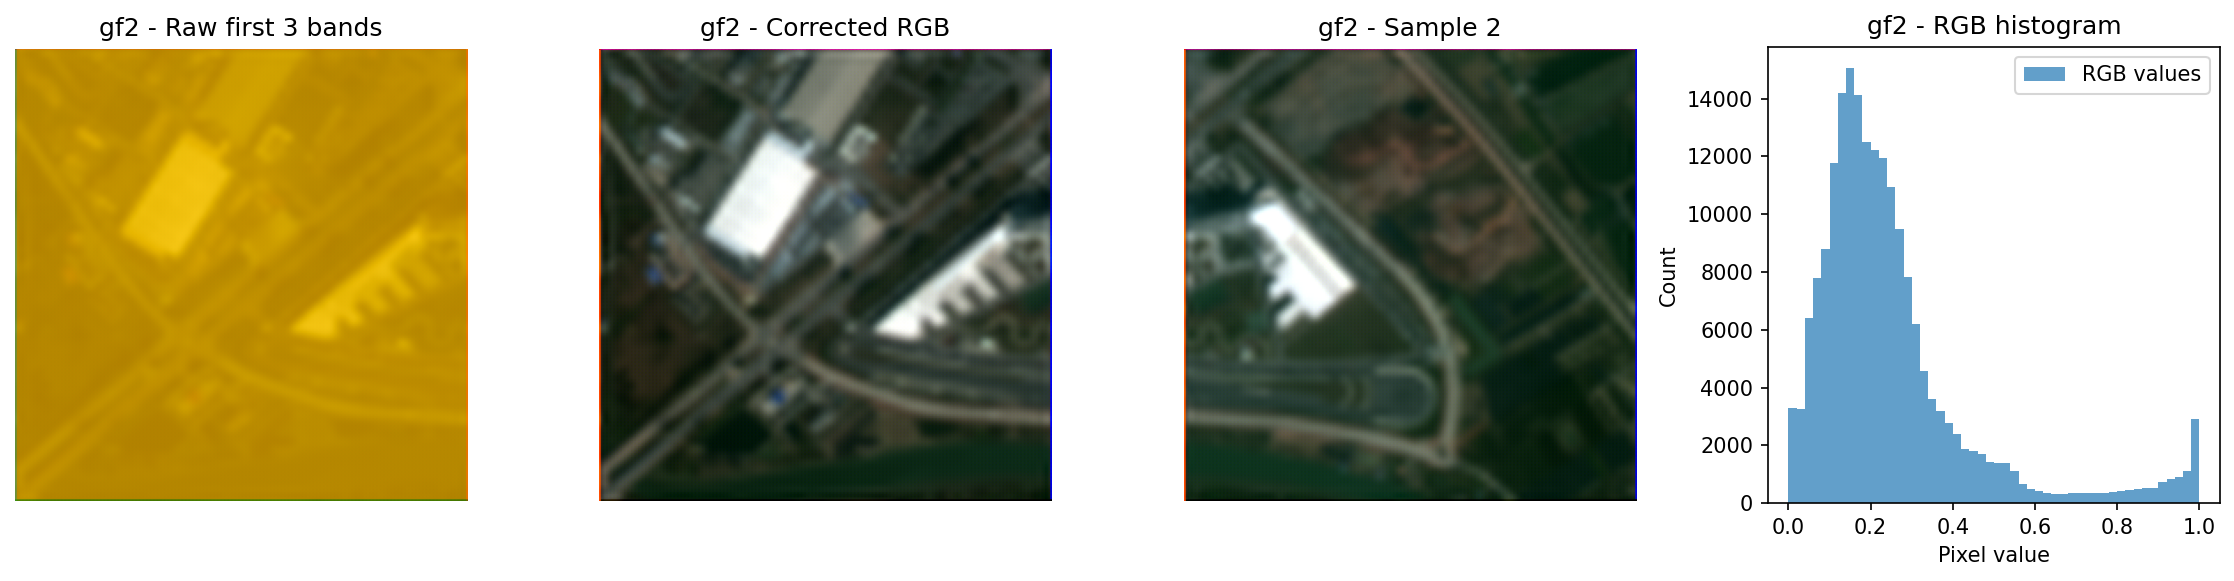 gf2 - Raw first 3 bands
gf2 - Corrected RGB
gf2 - Sample 2
gf2 - RGB histogram
RGB values
Count
14000
12000
10000
8000
6000
4000
2000
0
0.0 0.2 0.4 0.6 0.8 1.0
Pixel value